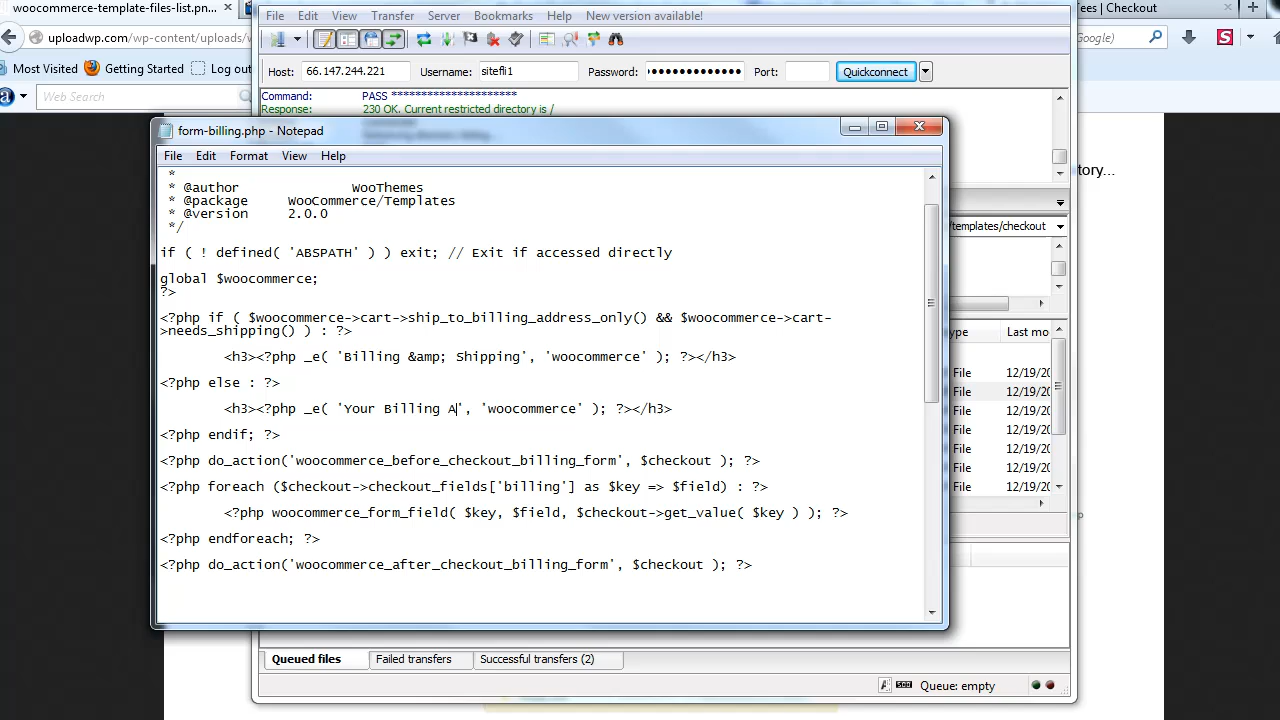 woocommerce-template-files-list.pn...
Tees | Checkout
uploadwp.com/wp-content/uploads/
Google)
Most Visited
Getting Started
Log out
Web Search
File Edit View Transfer Server Bookmarks Help New version available!
Host: 66.147.244.221 Username: sitefli1 Password: ●●●●●●●●●●●●●● Port: Quickconnect
Command: PASS ********************
Response: 230 OK. Current restricted directory is /
form-billing.php - Notepad
File Edit Format View Help
*
* @author WooThemes
* @package WooCommerce/Templates
* @version 2.0.0
*/
if ( ! defined( 'ABSPATH' ) ) exit; // Exit if accessed directly
global $woocommerce;
?>
<?php if ( $woocommerce->cart->ship_to_billing_address_only() && $woocommerce->cart-
>needs_shipping() ) : ?>
<h3><?php _e( 'Billing &amp; Shipping', 'woocommerce' ); ?></h3>
<?php else : ?>
<h3><?php _e( 'Your Billing A', 'woocommerce' ); ?></h3>
<?php endif; ?>
<?php do_action('woocommerce_before_checkout_billing_form', $checkout ); ?>
<?php foreach ($checkout->checkout_fields['billing'] as $key => $field) : ?>
<?php woocommerce_form_field( $key, $field, $checkout->get_value( $key ) ); ?>
<?php endforeach; ?>
<?php do_action('woocommerce_after_checkout_billing_form', $checkout ); ?>
tory...
/templates/checkout
ype Last mo
File 12/19/20
File 12/19/20
File 12/19/20
File 12/19/20
File 12/19/20
File 12/19/20
File 12/19/20
Queued files Failed transfers Successful transfers (2)
Queue: empty